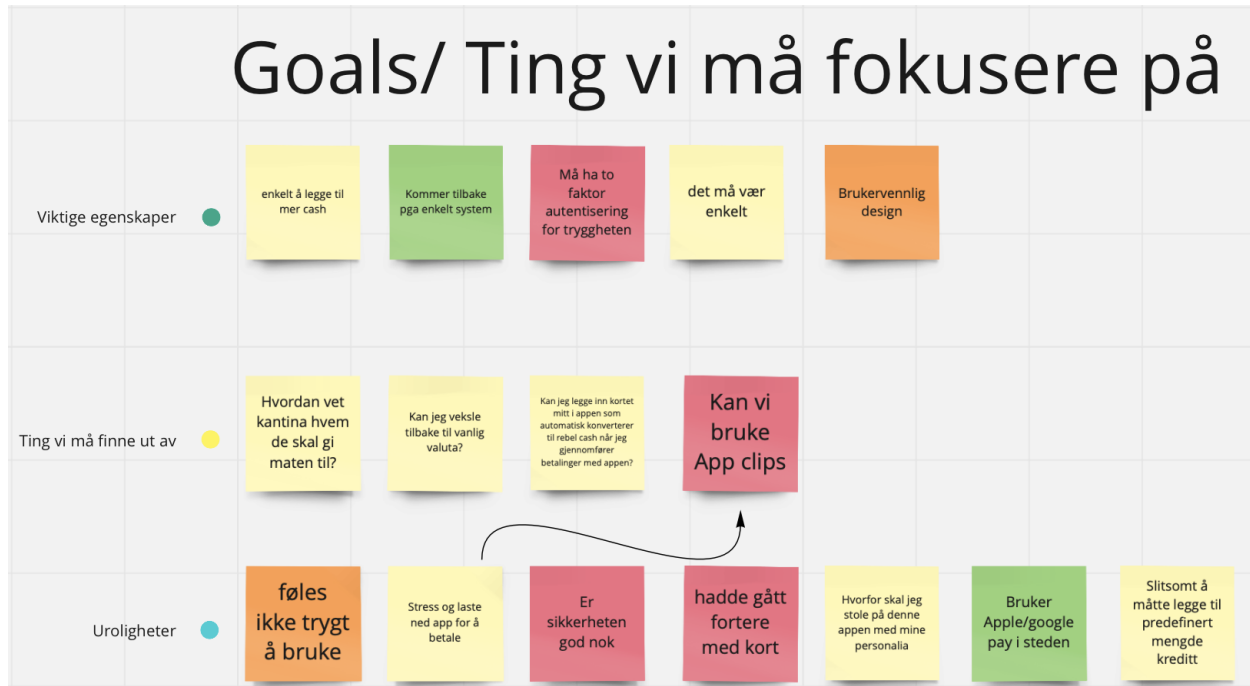 Goals/ Ting vi må fokusere på
Viktige egenskaper
enkelt å legge til
mer cash
Kommer tilbake
pga enkelt system
Må ha to
faktor
autentisering
for tryggheten
det må vær
enkelt
Brukervennlig
design
Ting vi må finne ut av
Hvordan vet
kantina hvem
de skal gi
maten til?
Kan jeg veksle
tilbake til vanlig
valuta?
Kan jeg legge inn kortet
mitt i appen som
automatisk konverterer
til rebel cash når jeg
gjennomfører
betalinger med appen?
Kan vi
bruke
App clips
Uroligheter
føles
ikke trygt
å bruke
Stress og laste
ned app for å
betale
Er
sikkerheten
god nok
hadde gått
fortere
med kort
Hvorfor skal jeg
stole på denne
appen med mine
personalia
Bruker
Apple/google
pay i steden
Slitsomt å
måtte legge til
predefinert
mengde
kreditt